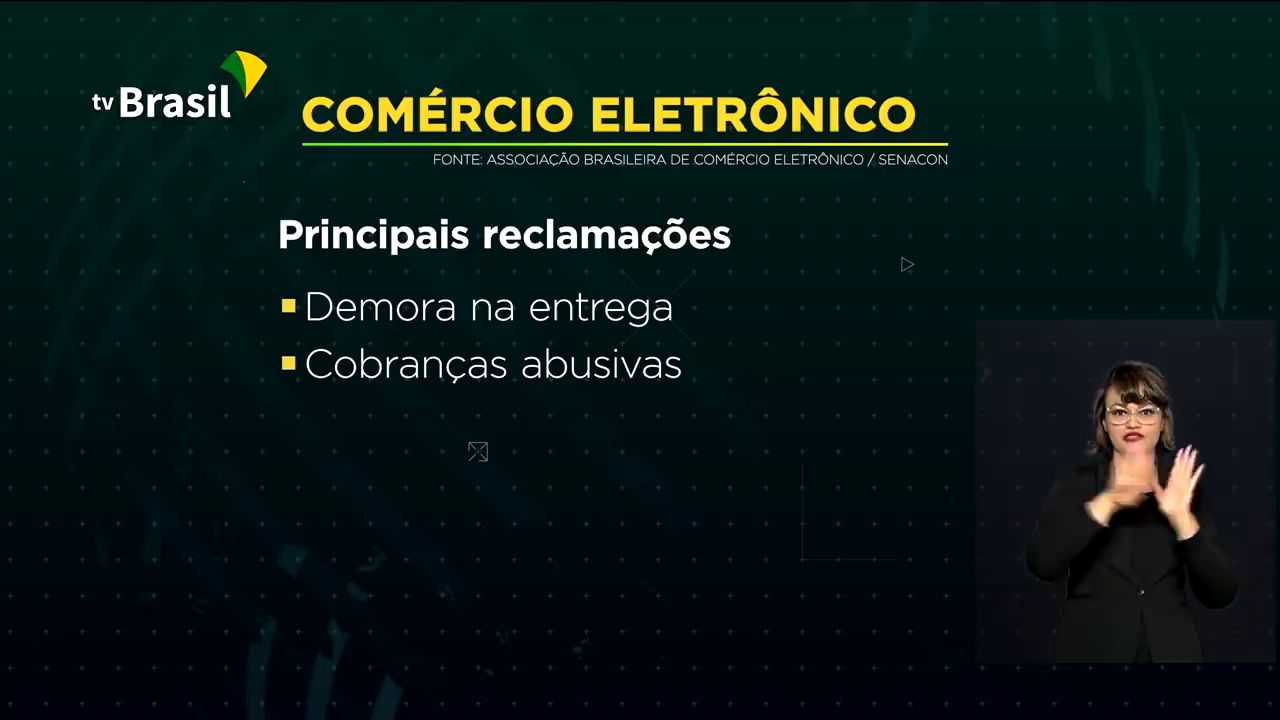 tv Brasil
COMÉRCIO ELETRÔNICO
FONTE: ASSOCIAÇÃO BRASILEIRA DE COMÉRCIO ELETRÔNICO / SENACON
Principais reclamações
Demora na entrega
Cobranças abusivas